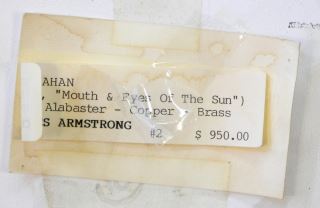 AHAN
, "Mouth & Eyes Of The Sun")
Alabaster - Copper - Brass
S ARMSTRONG #2 $ 950.00